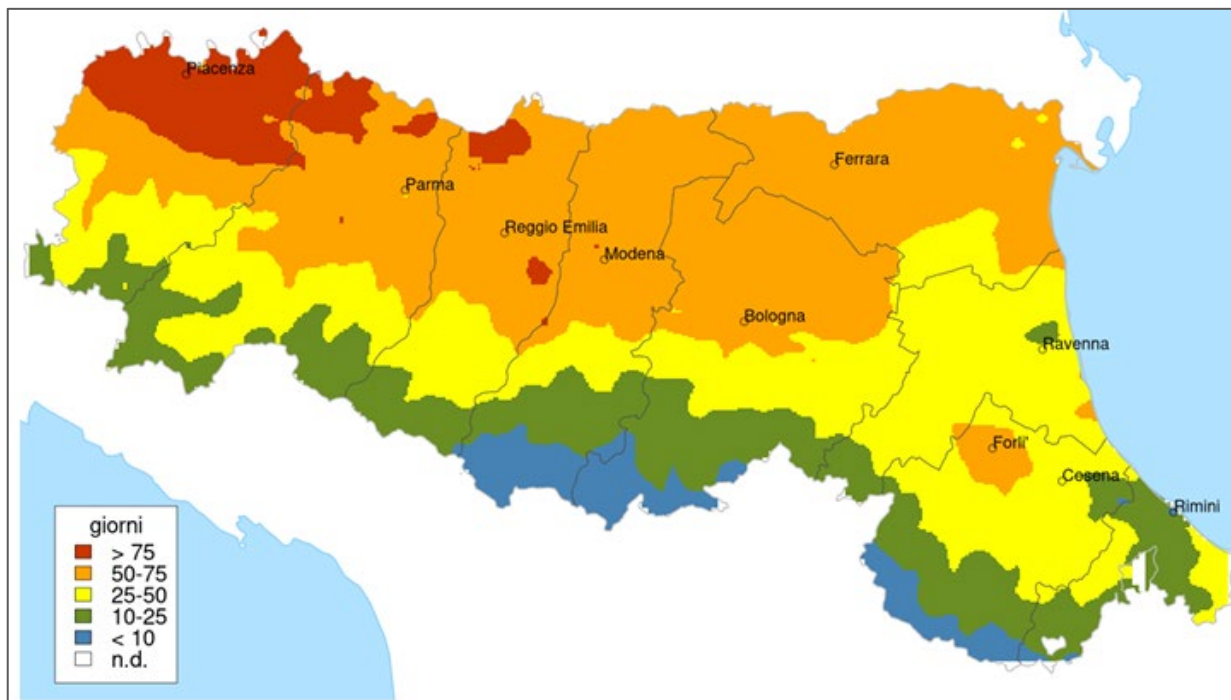 Piacenza
Ferrara
Parma
Reggio Emilia
Modena
Bologna
Ravenna
Forli'
Cosena
Rimini
giorni
> 75
50-75
25-50
10-25
< 10
n.d.